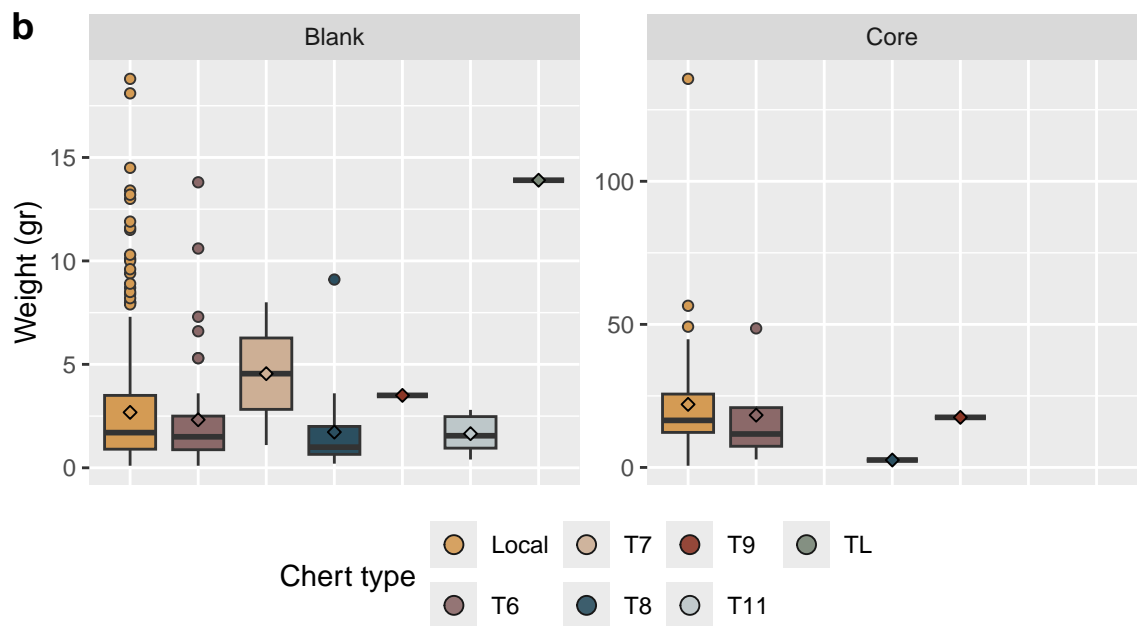 b
Blank
Core
Weight (gr)
15
10
5
0
100
50
0
Chert type
Local
T7
T9
TL
T6
T8
T11